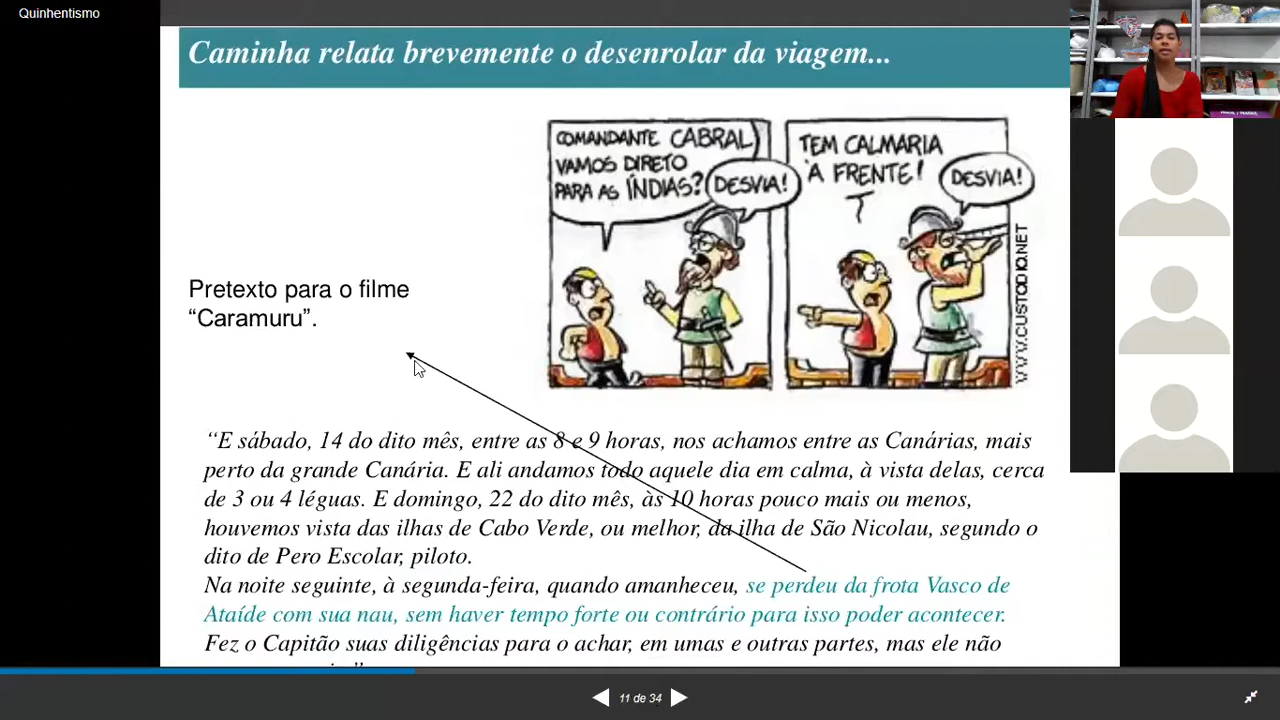 Quinhentismo
Caminha relata brevemente o desenrolar da viagem...
COMANDANTE CABRAL
VAMOS DIRETO
PARA AS ÍNDIAS?
DESVIA!
TEM CALMARIA
À FRENTE!
DESVIA!
WWW.CUSTODIO.NET
Pretexto para o filme
“Caramuru”.
“E sábado, 14 do dito mês, entre as 8 e 9 horas, nos achamos entre as Canárias, mais
perto da grande Canária. E ali andamos todo aquele dia em calma, à vista delas, cerca
de 3 ou 4 léguas. E domingo, 22 do dito mês, às 10 horas pouco mais ou menos,
houvemos vista das ilhas de Cabo Verde, ou melhor, da ilha de São Nicolau, segundo o
dito de Pero Escolar, piloto.
Na noite seguinte, à segunda-feira, quando amanheceu, se perdeu da frota Vasco de
Ataíde com sua nau, sem haver tempo forte ou contrário para isso poder acontecer.
Fez o Capitão suas diligências para o achar, em umas e outras partes, mas ele não
11 de 34